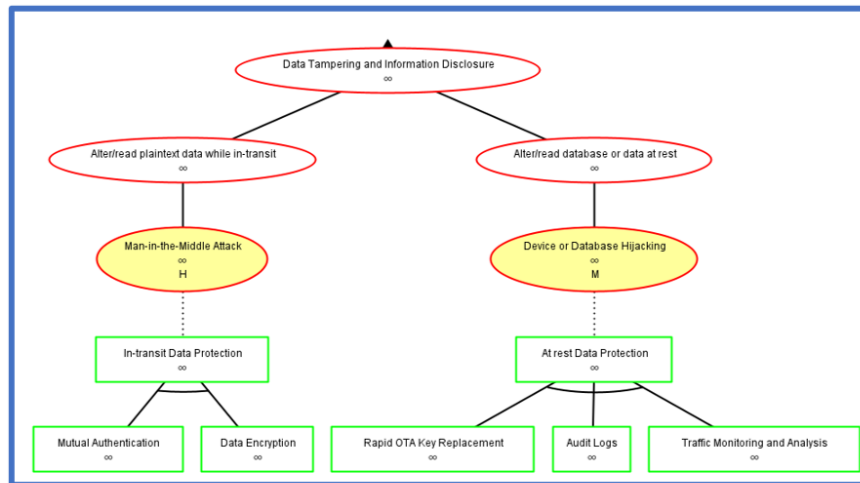 Data Tampering and Information Disclosure
∞
Alter/read plaintext data while in-transit
∞
Alter/read database or data at rest
∞
Man-in-the-Middle Attack
∞
H
Device or Database Hijacking
∞
M
In-transit Data Protection
∞
At rest Data Protection
∞
Mutual Authentication
∞
Data Encryption
∞
Rapid OTA Key Replacement
∞
Audit Logs
∞
Traffic Monitoring and Analysis
∞